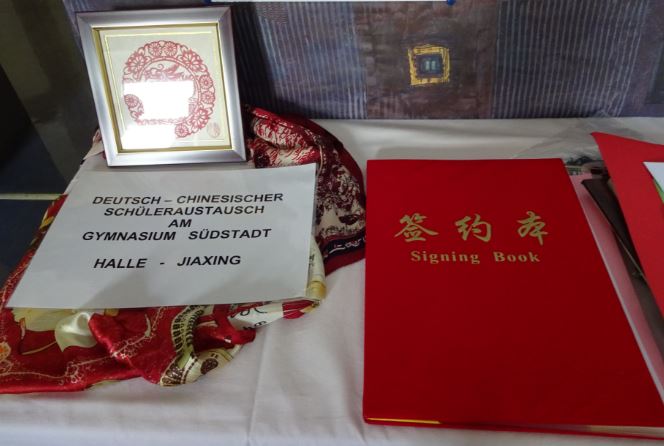 DEUTSCH – CHINESISCHER
SCHÜLERAUSTAUSCH
AM
GYMNASIUM SÜDSTADT
HALLE - JIAXING
签约本
Signing Book